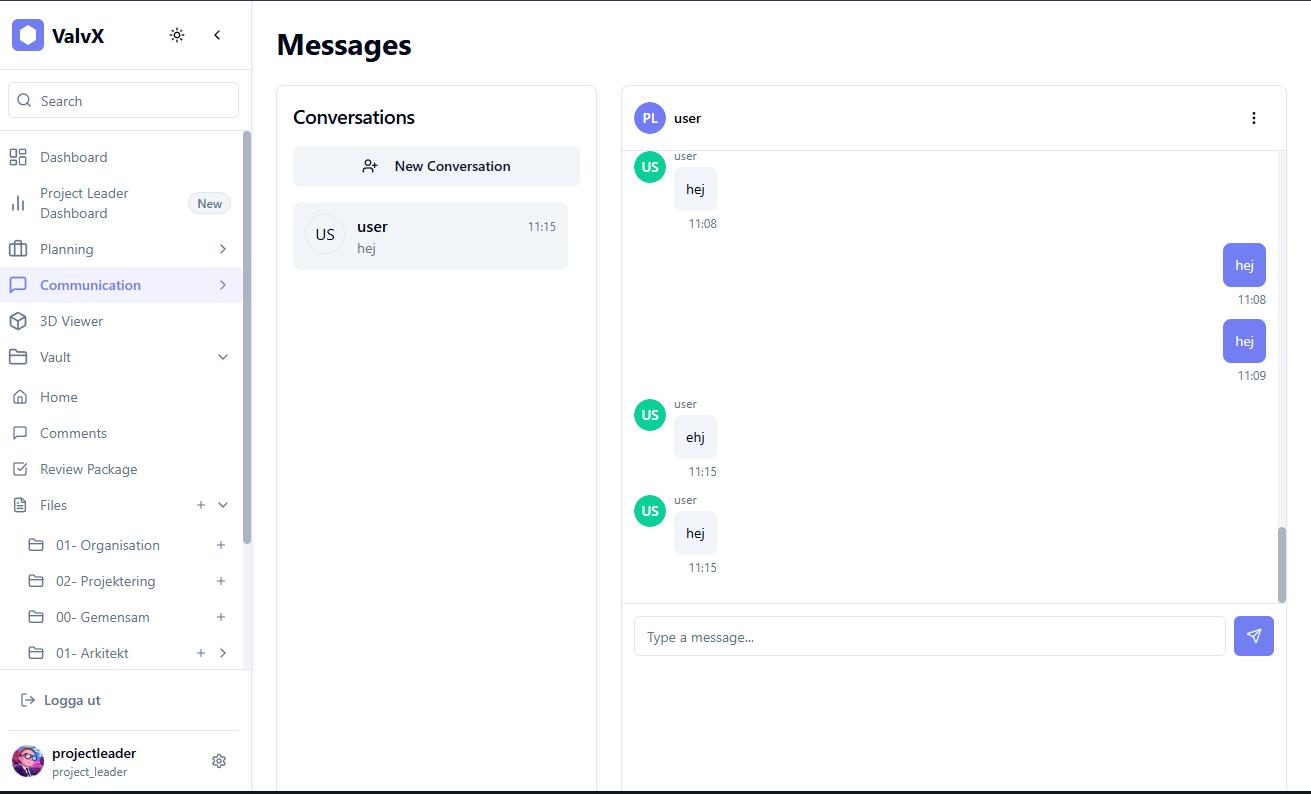 ValvX
Search
Dashboard
Project Leader
Dashboard
New
Planning
Communication
3D Viewer
Vault
Home
Comments
Review Package
Files
01- Organisation
02- Projektering
00- Gemensam
01- Arkitekt
Logga ut
projectleader
project_leader
Messages
Conversations
New Conversation
US
user
11:15
hej
PL
user
US
user
hej
11:08
hej
11:08
hej
11:09
US
user
ehj
11:15
US
user
hej
11:15
Type a message...